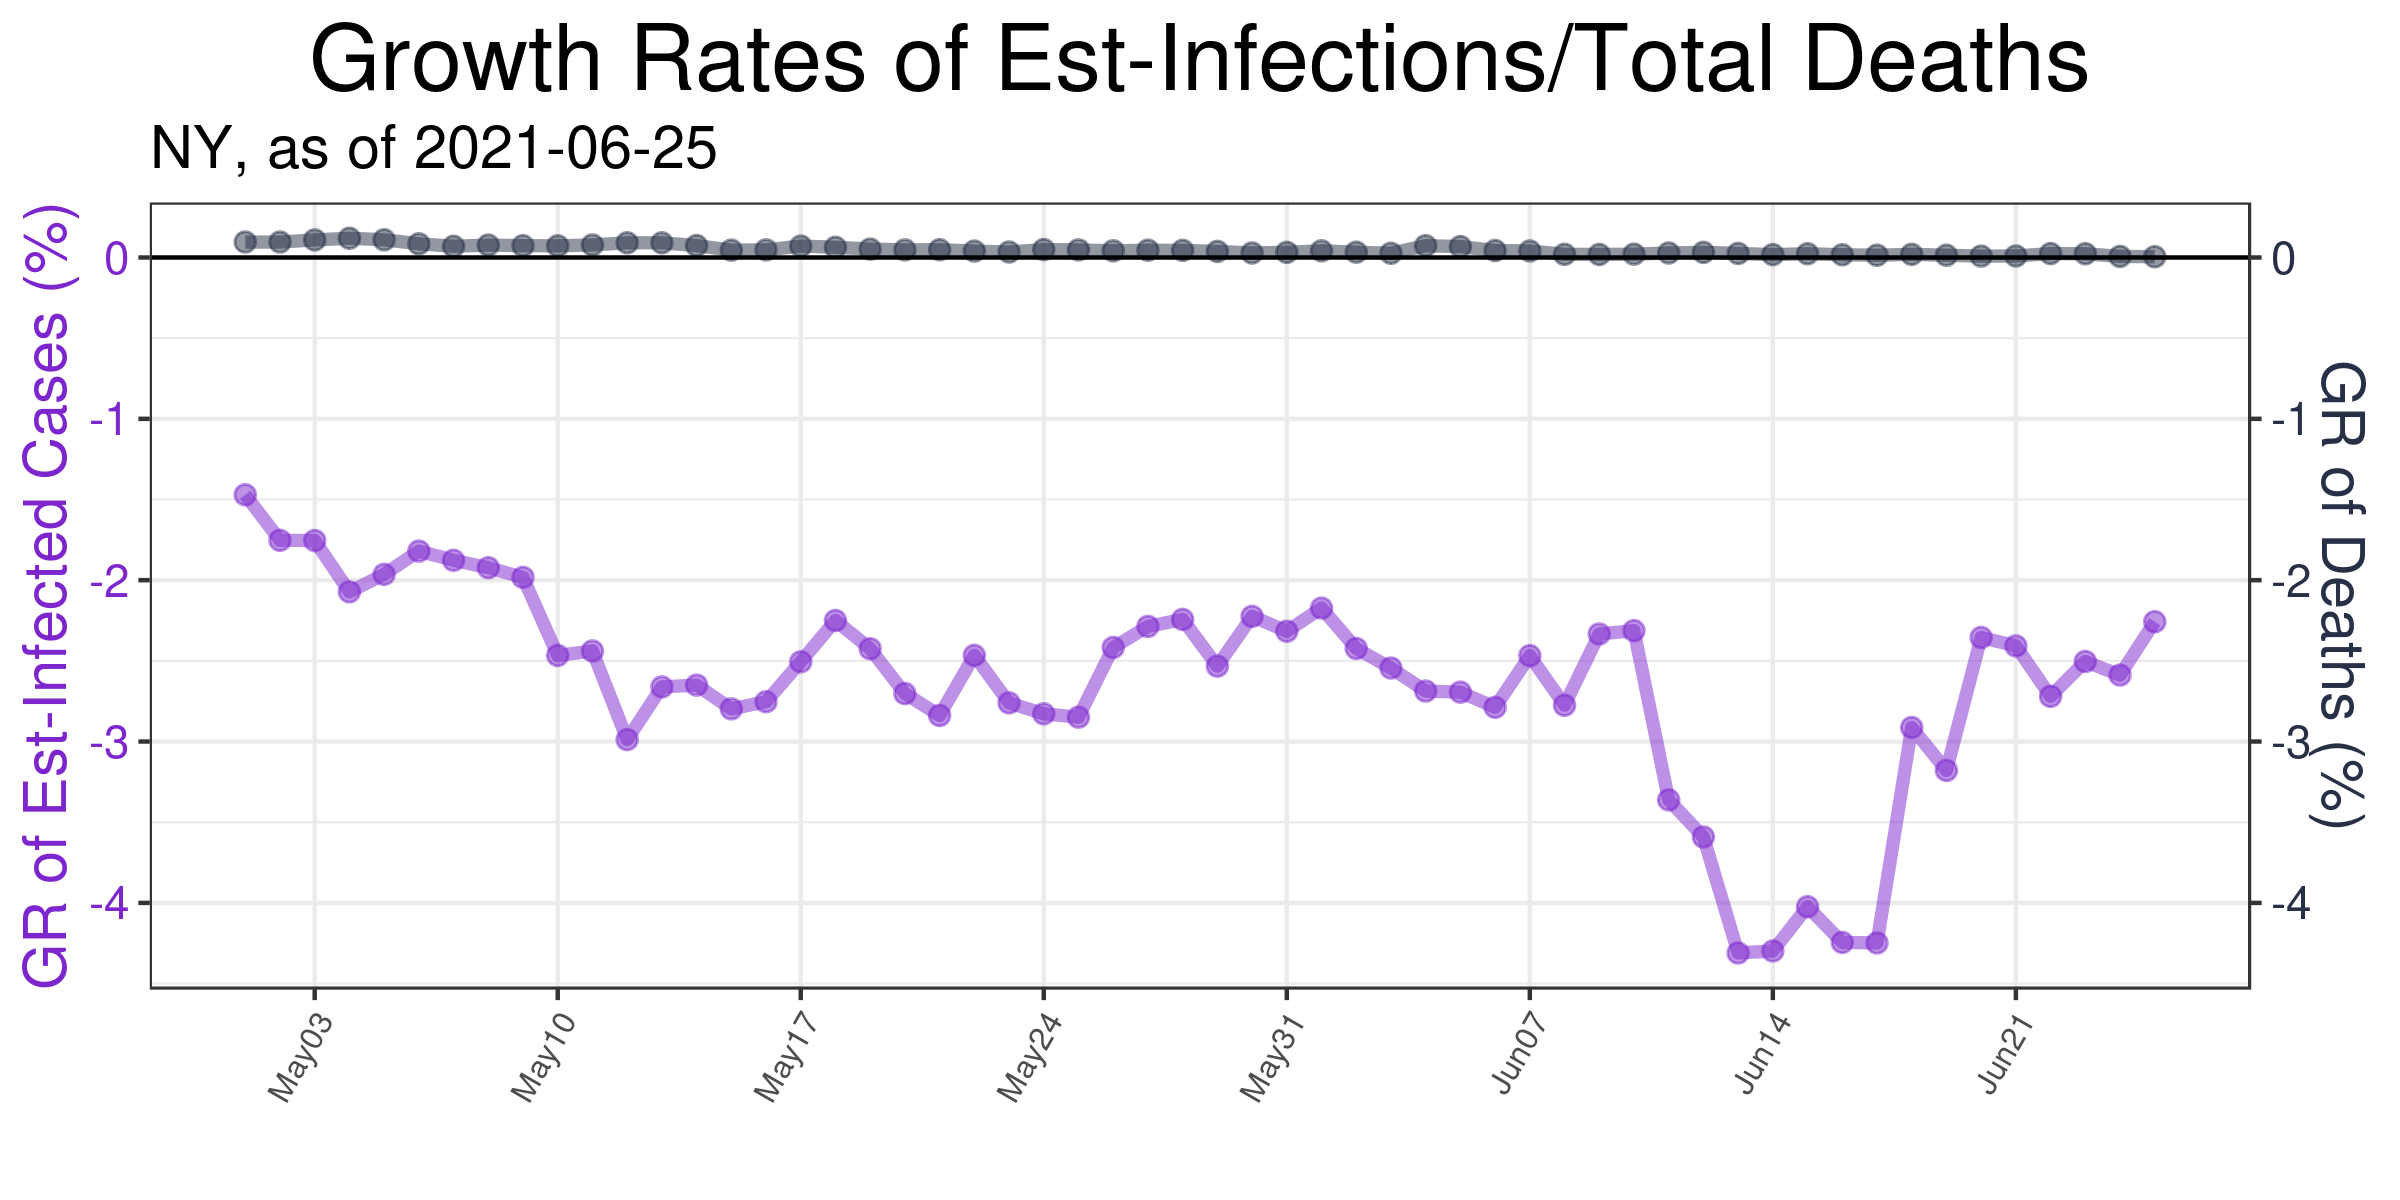 Growth Rates of Est-Infections/Total Deaths
NY, as of 2021-06-25
GR of Est-Infected Cases (%)
0
-1
-2
-3
-4
0
-1
-2
-3
-4
GR of Deaths (%)
May03
May10
May17
May24
May31
Jun07
Jun14
Jun21